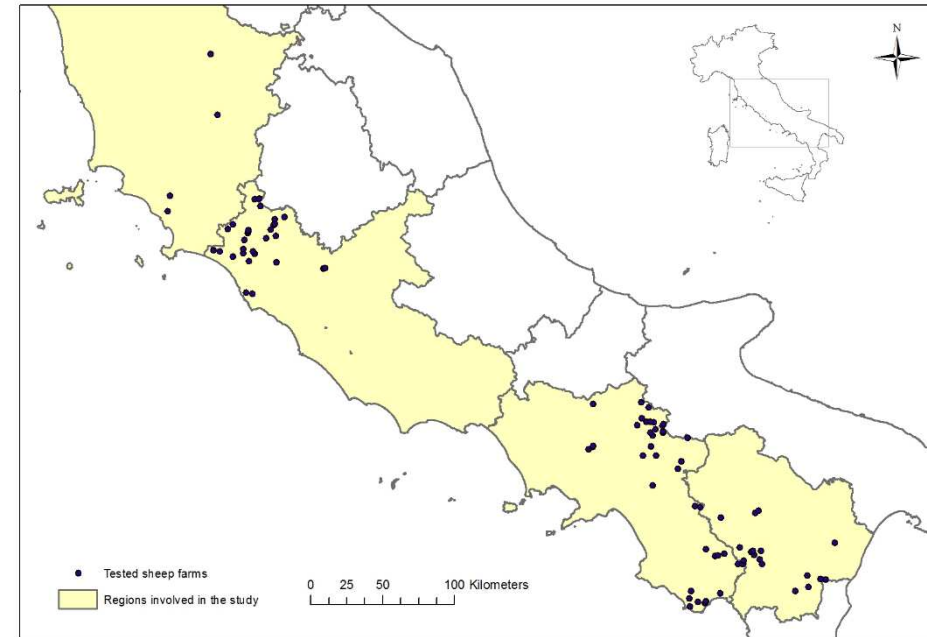 N
Tested sheep farms
Regions involved in the study
0 25 50 100 Kilometers